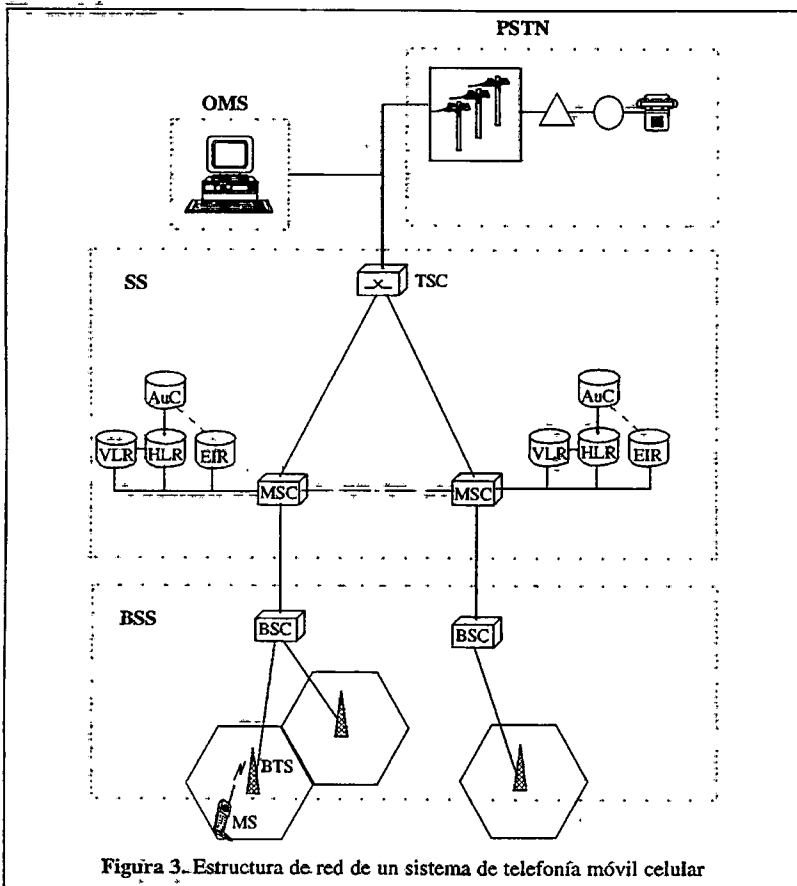 PSTN
OMS
SS
TSC
AuC
VLR HLR EIR
MSC
AuC
VLR HLR EIR
MSC
BSS
BSC
BSC
BTS
MS
Figura 3. Estructura de red de un sistema de telefonía móvil celular